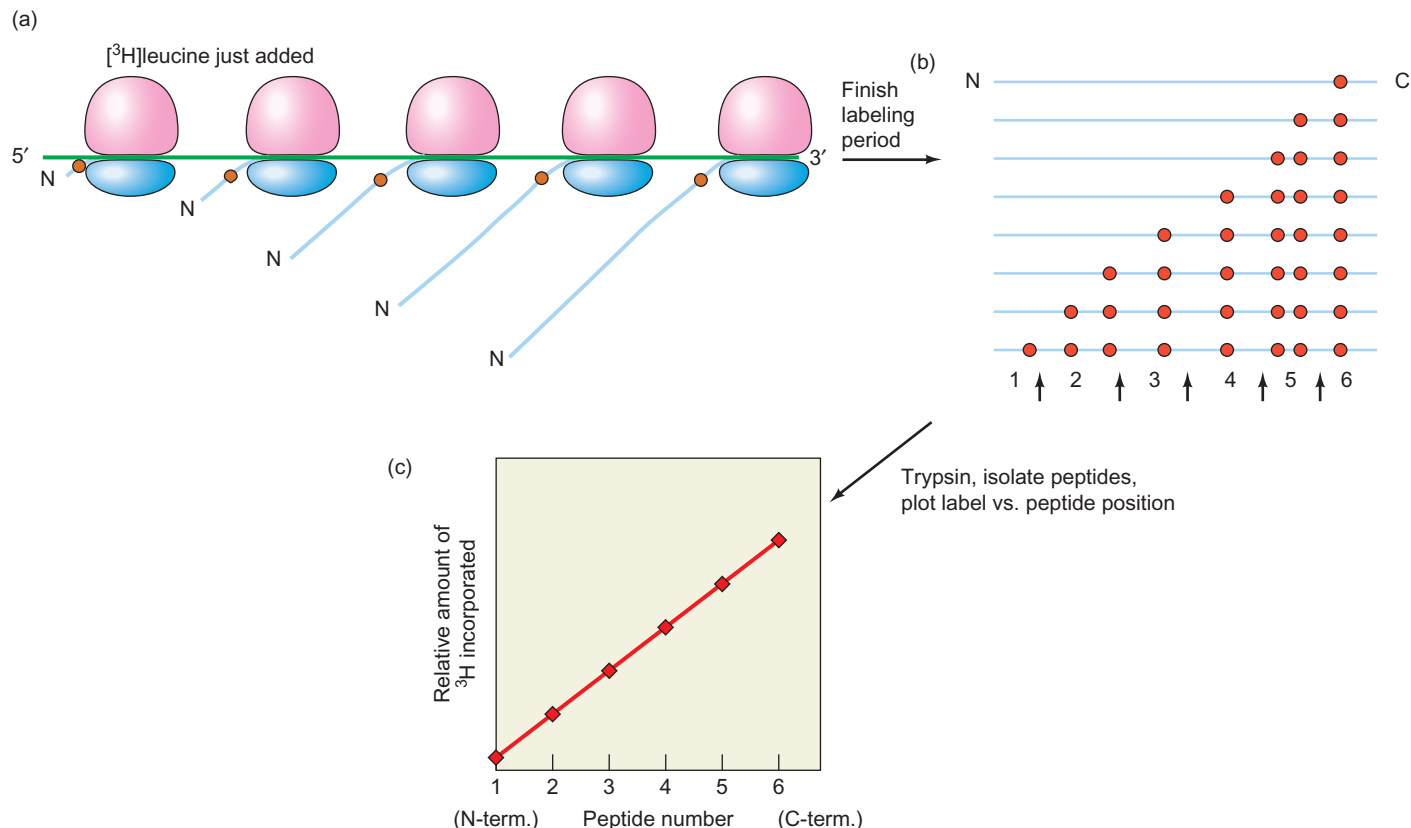 (a)
[³H]leucine just added
5′
3′
N
N
N
N
N
Finish
labeling
period
(b)
N
C
1
2
3
4
5
6
Trypsin, isolate peptides,
plot label vs. peptide position
(c)
Relative amount of
³H incorporated
1
2
3
4
5
6
(N-term.)
Peptide number
(C-term.)